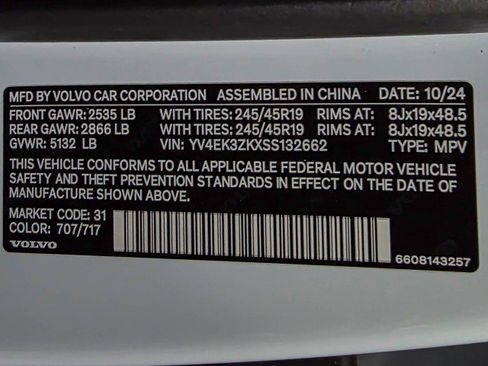 MFD BY VOLVO CAR CORPORATION ASSEMBLED IN CHINA DATE: 10/24
FRONT GAWR: 2535 LB WITH TIRES: 245/45R19 RIMS AT: 8Jx19x48.5
REAR GAWR: 2866 LB WITH TIRES: 245/45R19 RIMS AT: 8Jx19x48.5
GVWR: 5132 LB VIN: YV4EK3ZKXSS132662 TYPE: MPV
THIS VEHICLE CONFORMS TO ALL APPLICABLE FEDERAL MOTOR VEHICLE
SAFETY AND THEFT PREVENTION STANDARDS IN EFFECT ON THE DATE OF
MANUFACTURE SHOWN ABOVE.
MARKET CODE: 31
COLOR: 707/717
VOLVO
6608143257